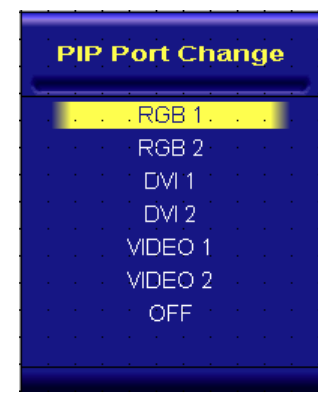 PIP Port Change
RGB 1
RGB 2
DVI 1
DVI 2
VIDEO 1
VIDEO 2
OFF